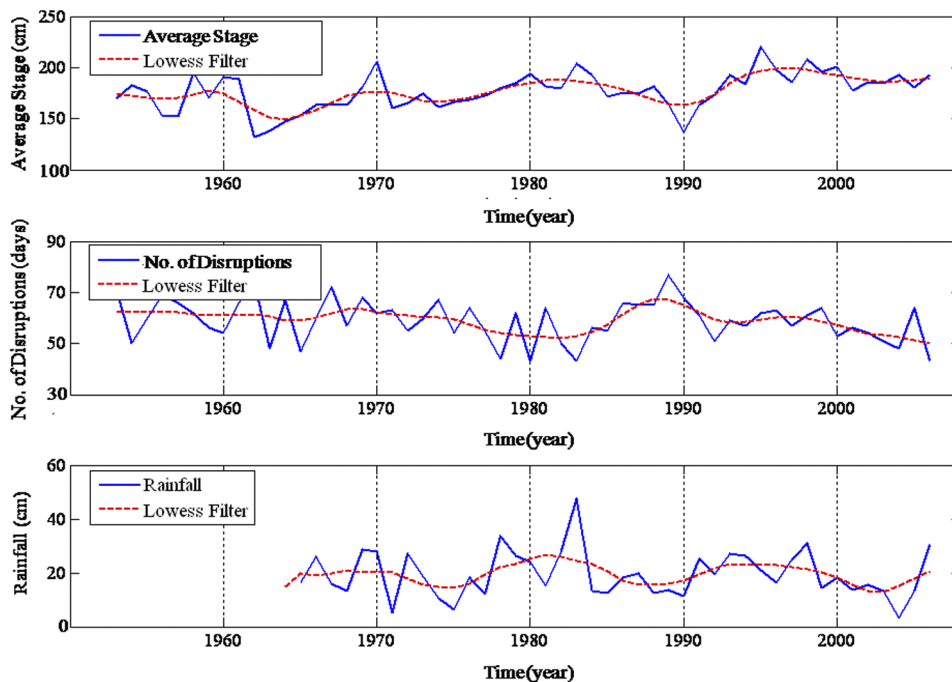 250
200
150
100
Average Stage (cm)
Average Stage
Lowess Filter
1960 1970 1980 1990 2000
Time(year)
90
70
50
30
No. of Disruptions (days)
No. of Disruptions
Lowess Filter
1960 1970 1980 1990 2000
Time(year)
60
40
20
0
Rainfall (cm)
Rainfall
Lowess Filter
1960 1970 1980 1990 2000
Time(year)